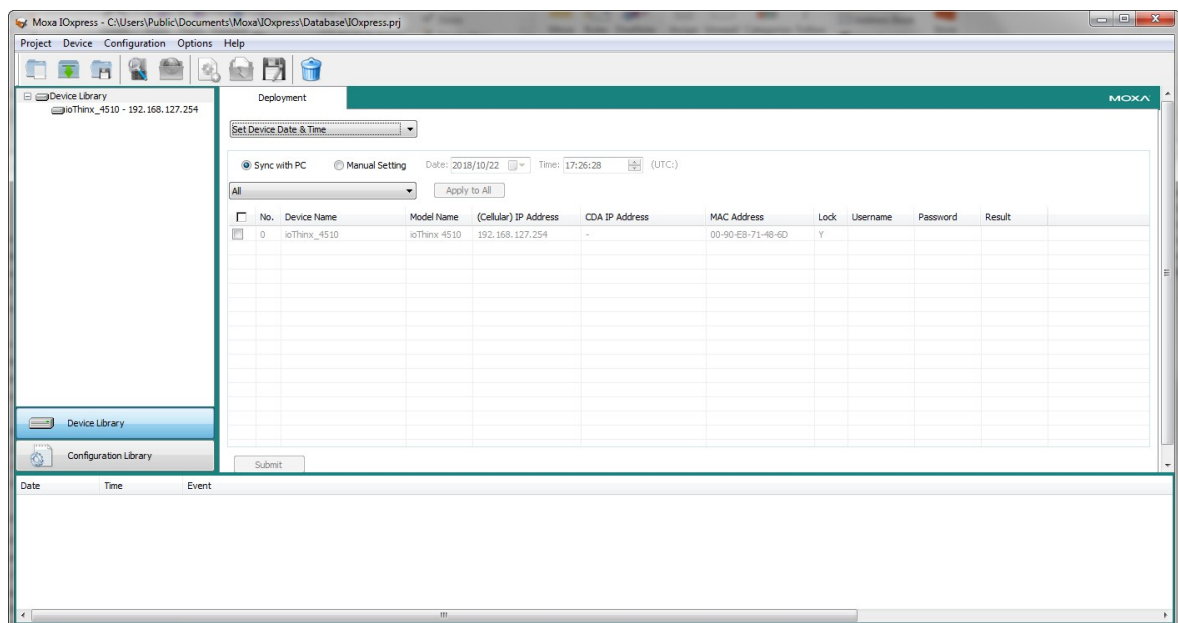 Moxa IOxpress - C:\Users\Public\Documents\Moxa\IOxpress\Database\IOxpress.prj
Project Device Configuration Options Help
Device Library
ioThinx_4510 - 192.168.127.254
Deployment
MOXA
Set Device Date & Time
Sync with PC Manual Setting Date: 2018/10/22 Time: 17:26:28 (UTC:)
All Apply to All
No. Device Name Model Name (Cellular) IP Address CDA IP Address MAC Address Lock Username Password Result
0 ioThinx_4510 ioThinx 4510 192.168.127.254 - 00-90-E8-71-48-6D Y
Device Library
Configuration Library
Submit
Date Time Event